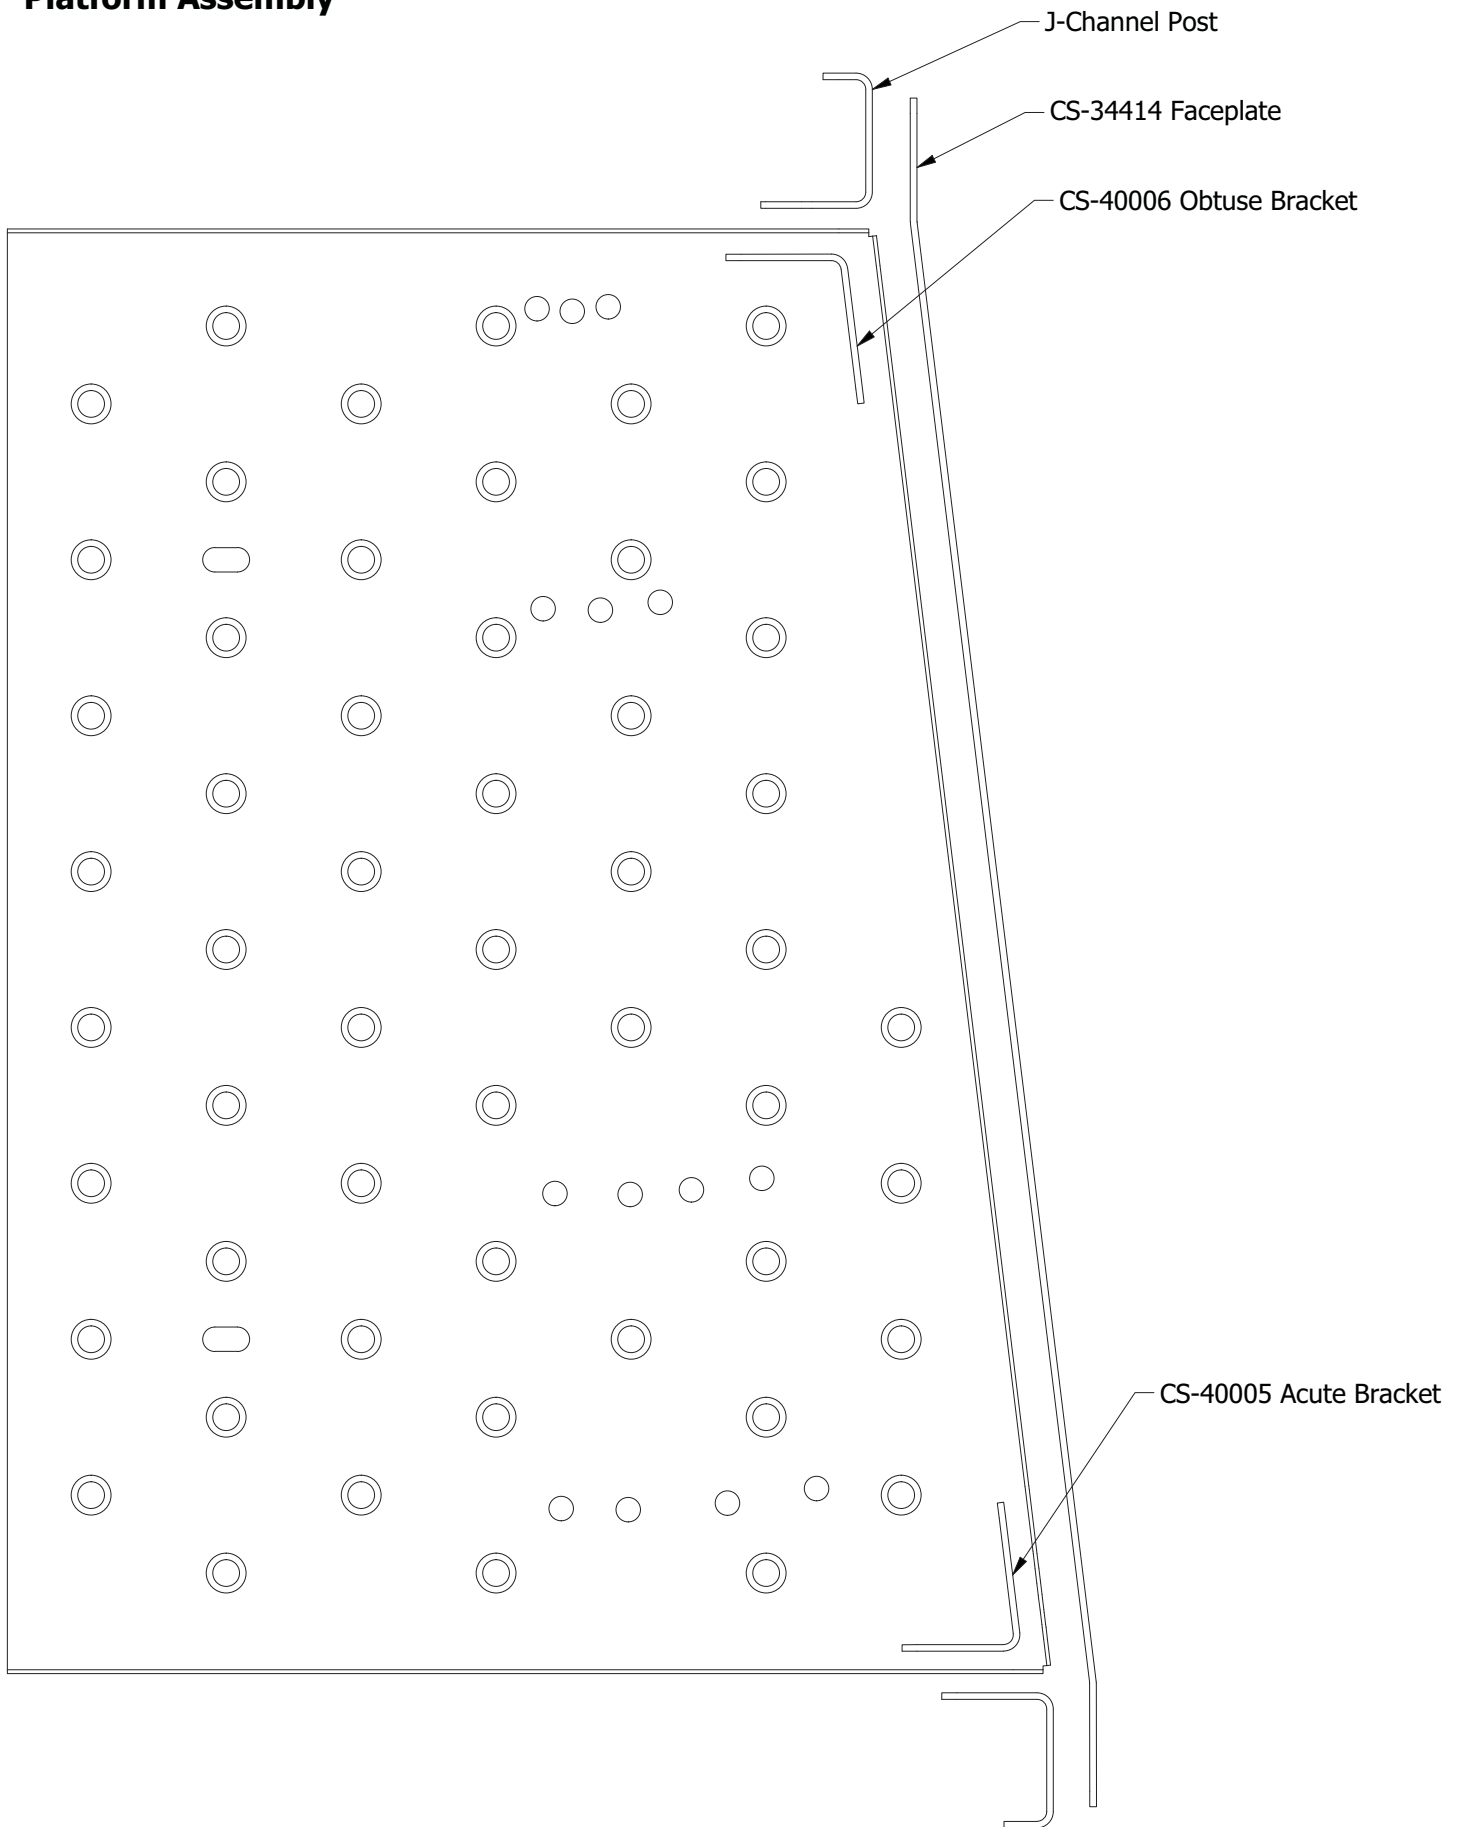 Platform Assembly
J-Channel Post
CS-34414 Faceplate
CS-40006 Obtuse Bracket
CS-40005 Acute Bracket